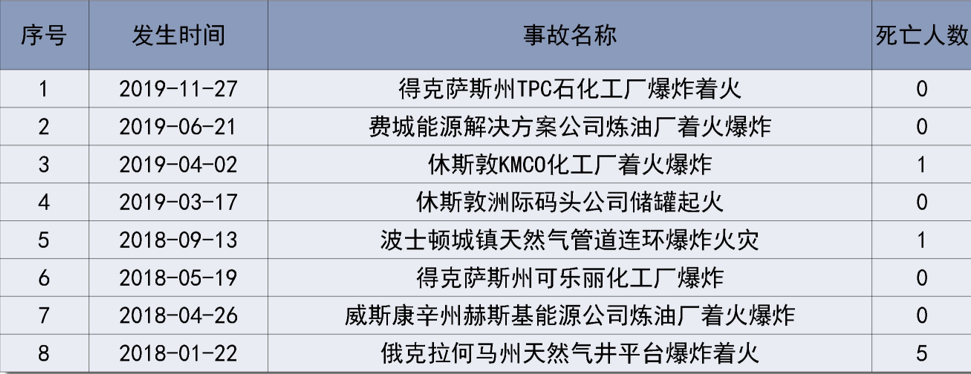 序号 发生时间 事故名称 死亡人数
1 2019-11-27 得克萨斯州TPC石化工厂爆炸着火 0
2 2019-06-21 费城能源解决方案公司炼油厂着火爆炸 0
3 2019-04-02 休斯敦KMCO化工厂着火爆炸 1
4 2019-03-17 休斯敦洲际码头公司储罐起火 0
5 2018-09-13 波士顿城镇天然气管道连环爆炸火灾 1
6 2018-05-19 得克萨斯州可乐丽化工厂爆炸 0
7 2018-04-26 威斯康辛州赫斯基能源公司炼油厂着火爆炸 0
8 2018-01-22 俄克拉何马州天然气井平台爆炸着火 5